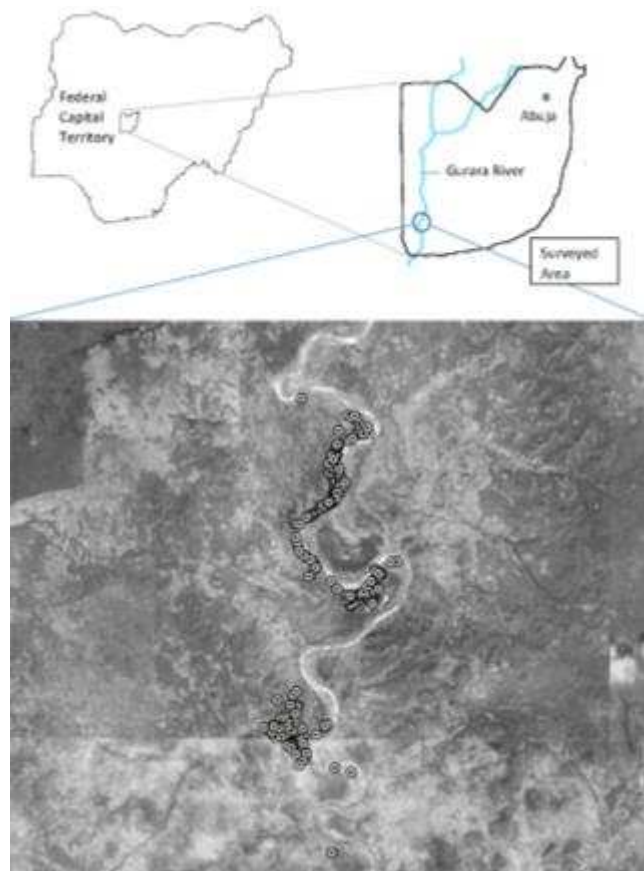 Federal
Capital
Territory
Abuja
Gurara River
Surveyed
Area